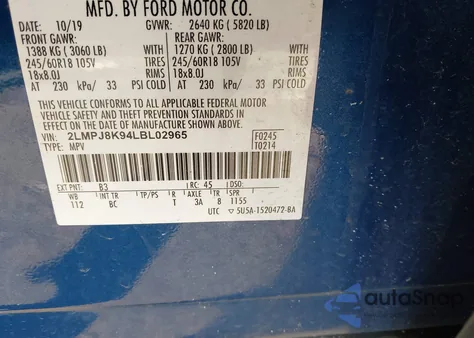 MFD. BY FORD MOTOR CO.
DATE: 10/19 GVWR: 2640 KG (5820 LB)
FRONT GAWR: REAR GAWR:
1388 KG (3060 LB) WITH 1270 KG (2800 LB) WITH
245/60R18 105V TIRES 245/60R18 105V TIRES
18x8.0J RIMS 18x8.0J RIMS
AT 230 kPa/ 33 PSI COLD AT 230 kPa/ 33
THIS VEHICLE CONFORMS TO ALL APPLICABLE FEDERAL MOTOR
VEHICLE SAFETY AND THEFT PREVENTION STANDARDS IN
EFFECT ON THE DATE OF MANUFACTURE SHOWN ABOVE.
VIN: 2LMPJ8K94LBL02965 F0245
TYPE: MPV T0214
EXT PNT: B3 RC: 45 DSO:
WB INT TR TP/PS R AXLE TR SPR
112 BC T 3A 8 1155
UTC 5U5A-1520472-BA
autoSnap